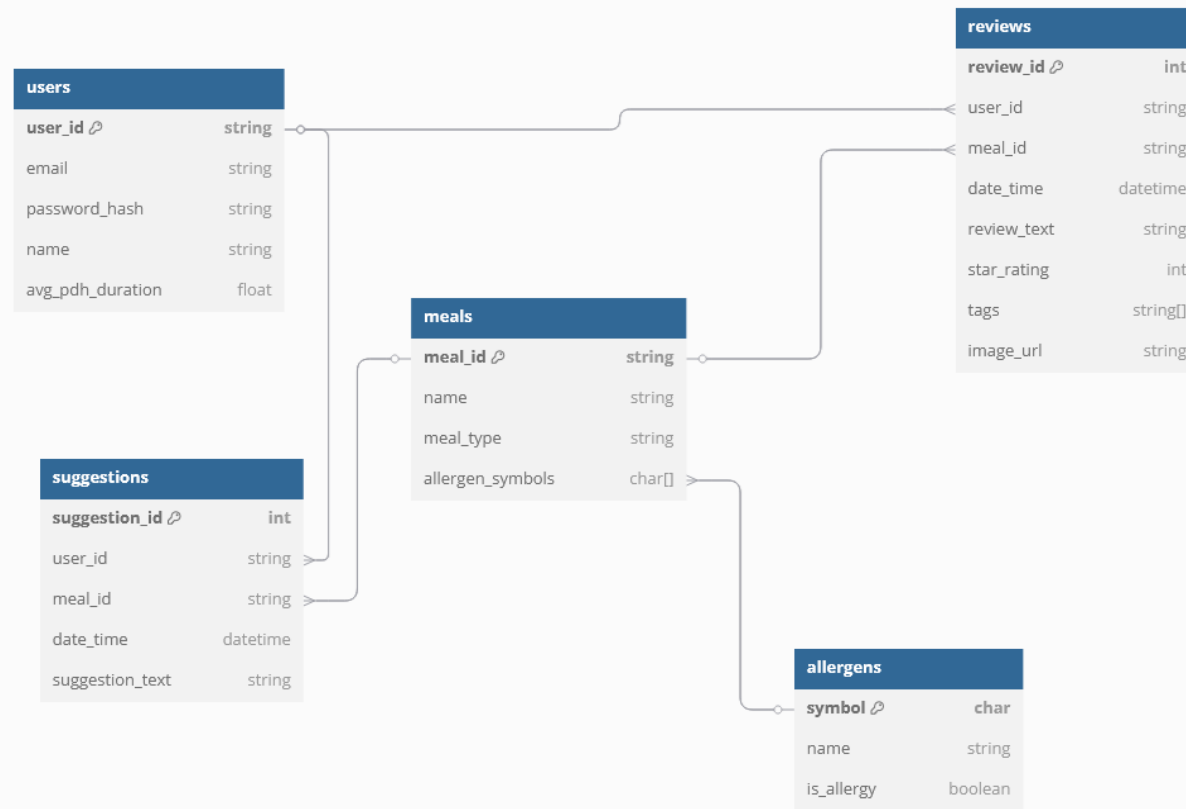 users
user_id string
email string
password_hash string
name string
avg_pdh_duration float
reviews
review_id int
user_id string
meal_id string
date_time datetime
review_text string
star_rating int
tags string[]
image_url string
meals
meal_id string
name string
meal_type string
allergen_symbols char[]
suggestions
suggestion_id int
user_id string
meal_id string
date_time datetime
suggestion_text string
allergens
symbol char
name string
is_allergy boolean